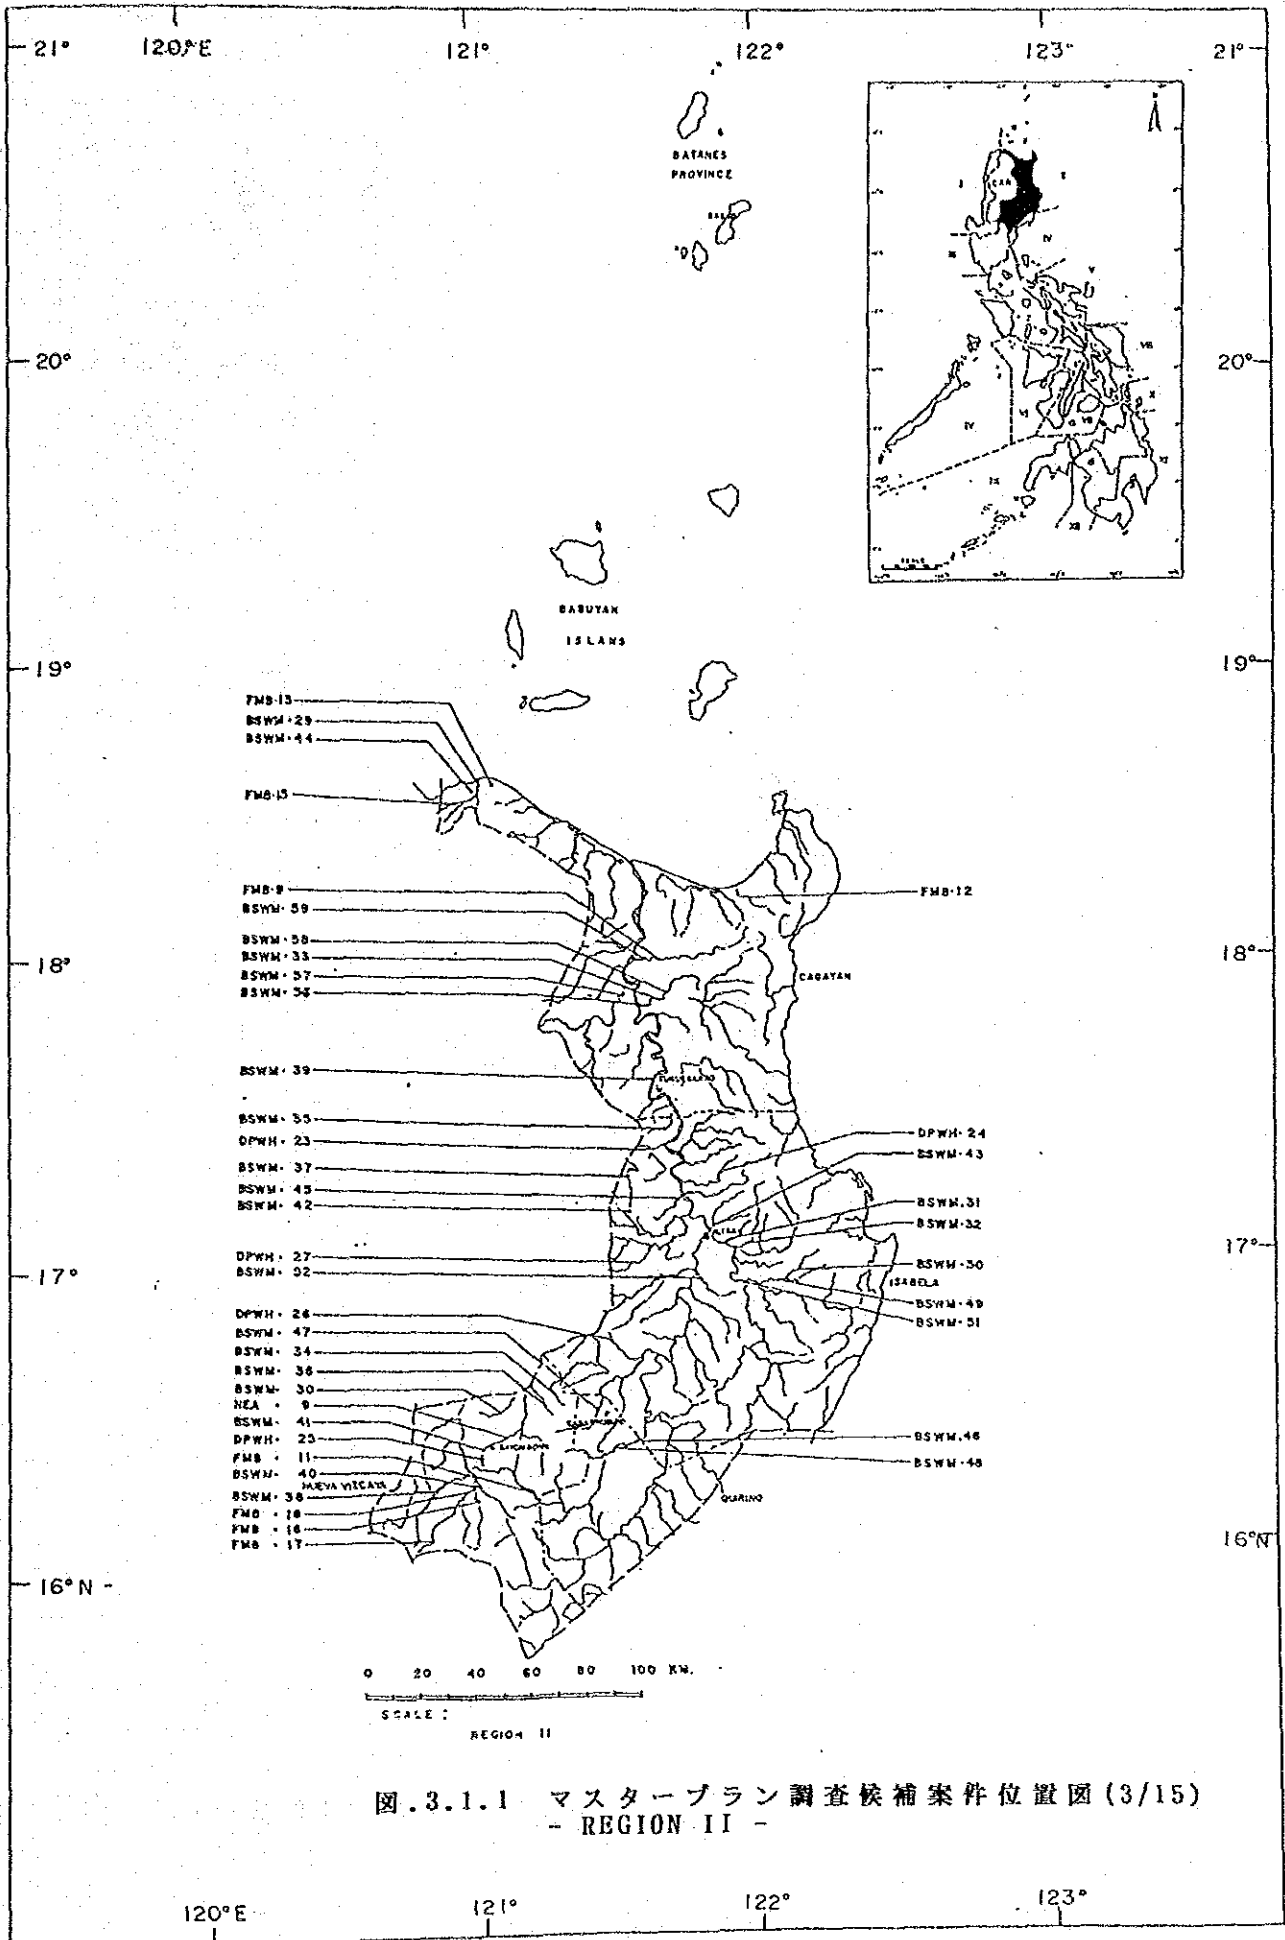 21°
120°E
121°
122°
123°
21°
BATANES
PROVINCE
CAR
IV
IV
V
VI
IX
20°
20°
BABUYAN
ISLANS
19°
19°
FMB·13
BSWM·29
BSWM·44
FMB·15
FMB·9
BSWM·59
FMB·12
BSWM·58
BSWM·33
BSWM·57
18°
18°
CAGAYAN
BSWM·39
BSWM·55
DPWH·23
DPWH·24
BSWM·43
BSWM·37
BSWM·45
BSWM·42
BSWM.31
BSWM·32
DPWH·27
BSWM·52
17°
17°
BSWM·50
ISABELA
BSWM·49
BSWM·51
DPWH·26
BSWM·47
BSWM·34
BSWM·36
BSWM·30
NEA · 9
BSWM·41
DPWH·25
BSWM.46
FMB · 11
BSWM·48
BSWM· 40
NUEVA VIZCAYA
BSWM·38
QUIRINO
FMB · 18
FMB · 16
FMB · 17
16°N
16°N
0 20 40 60 80 100 KM.
SCALE :
REGION II
図.3.1.1 マスタープラン調査候補案件位置図(3/15)
- REGION II -
120°E
121°
122°
123°